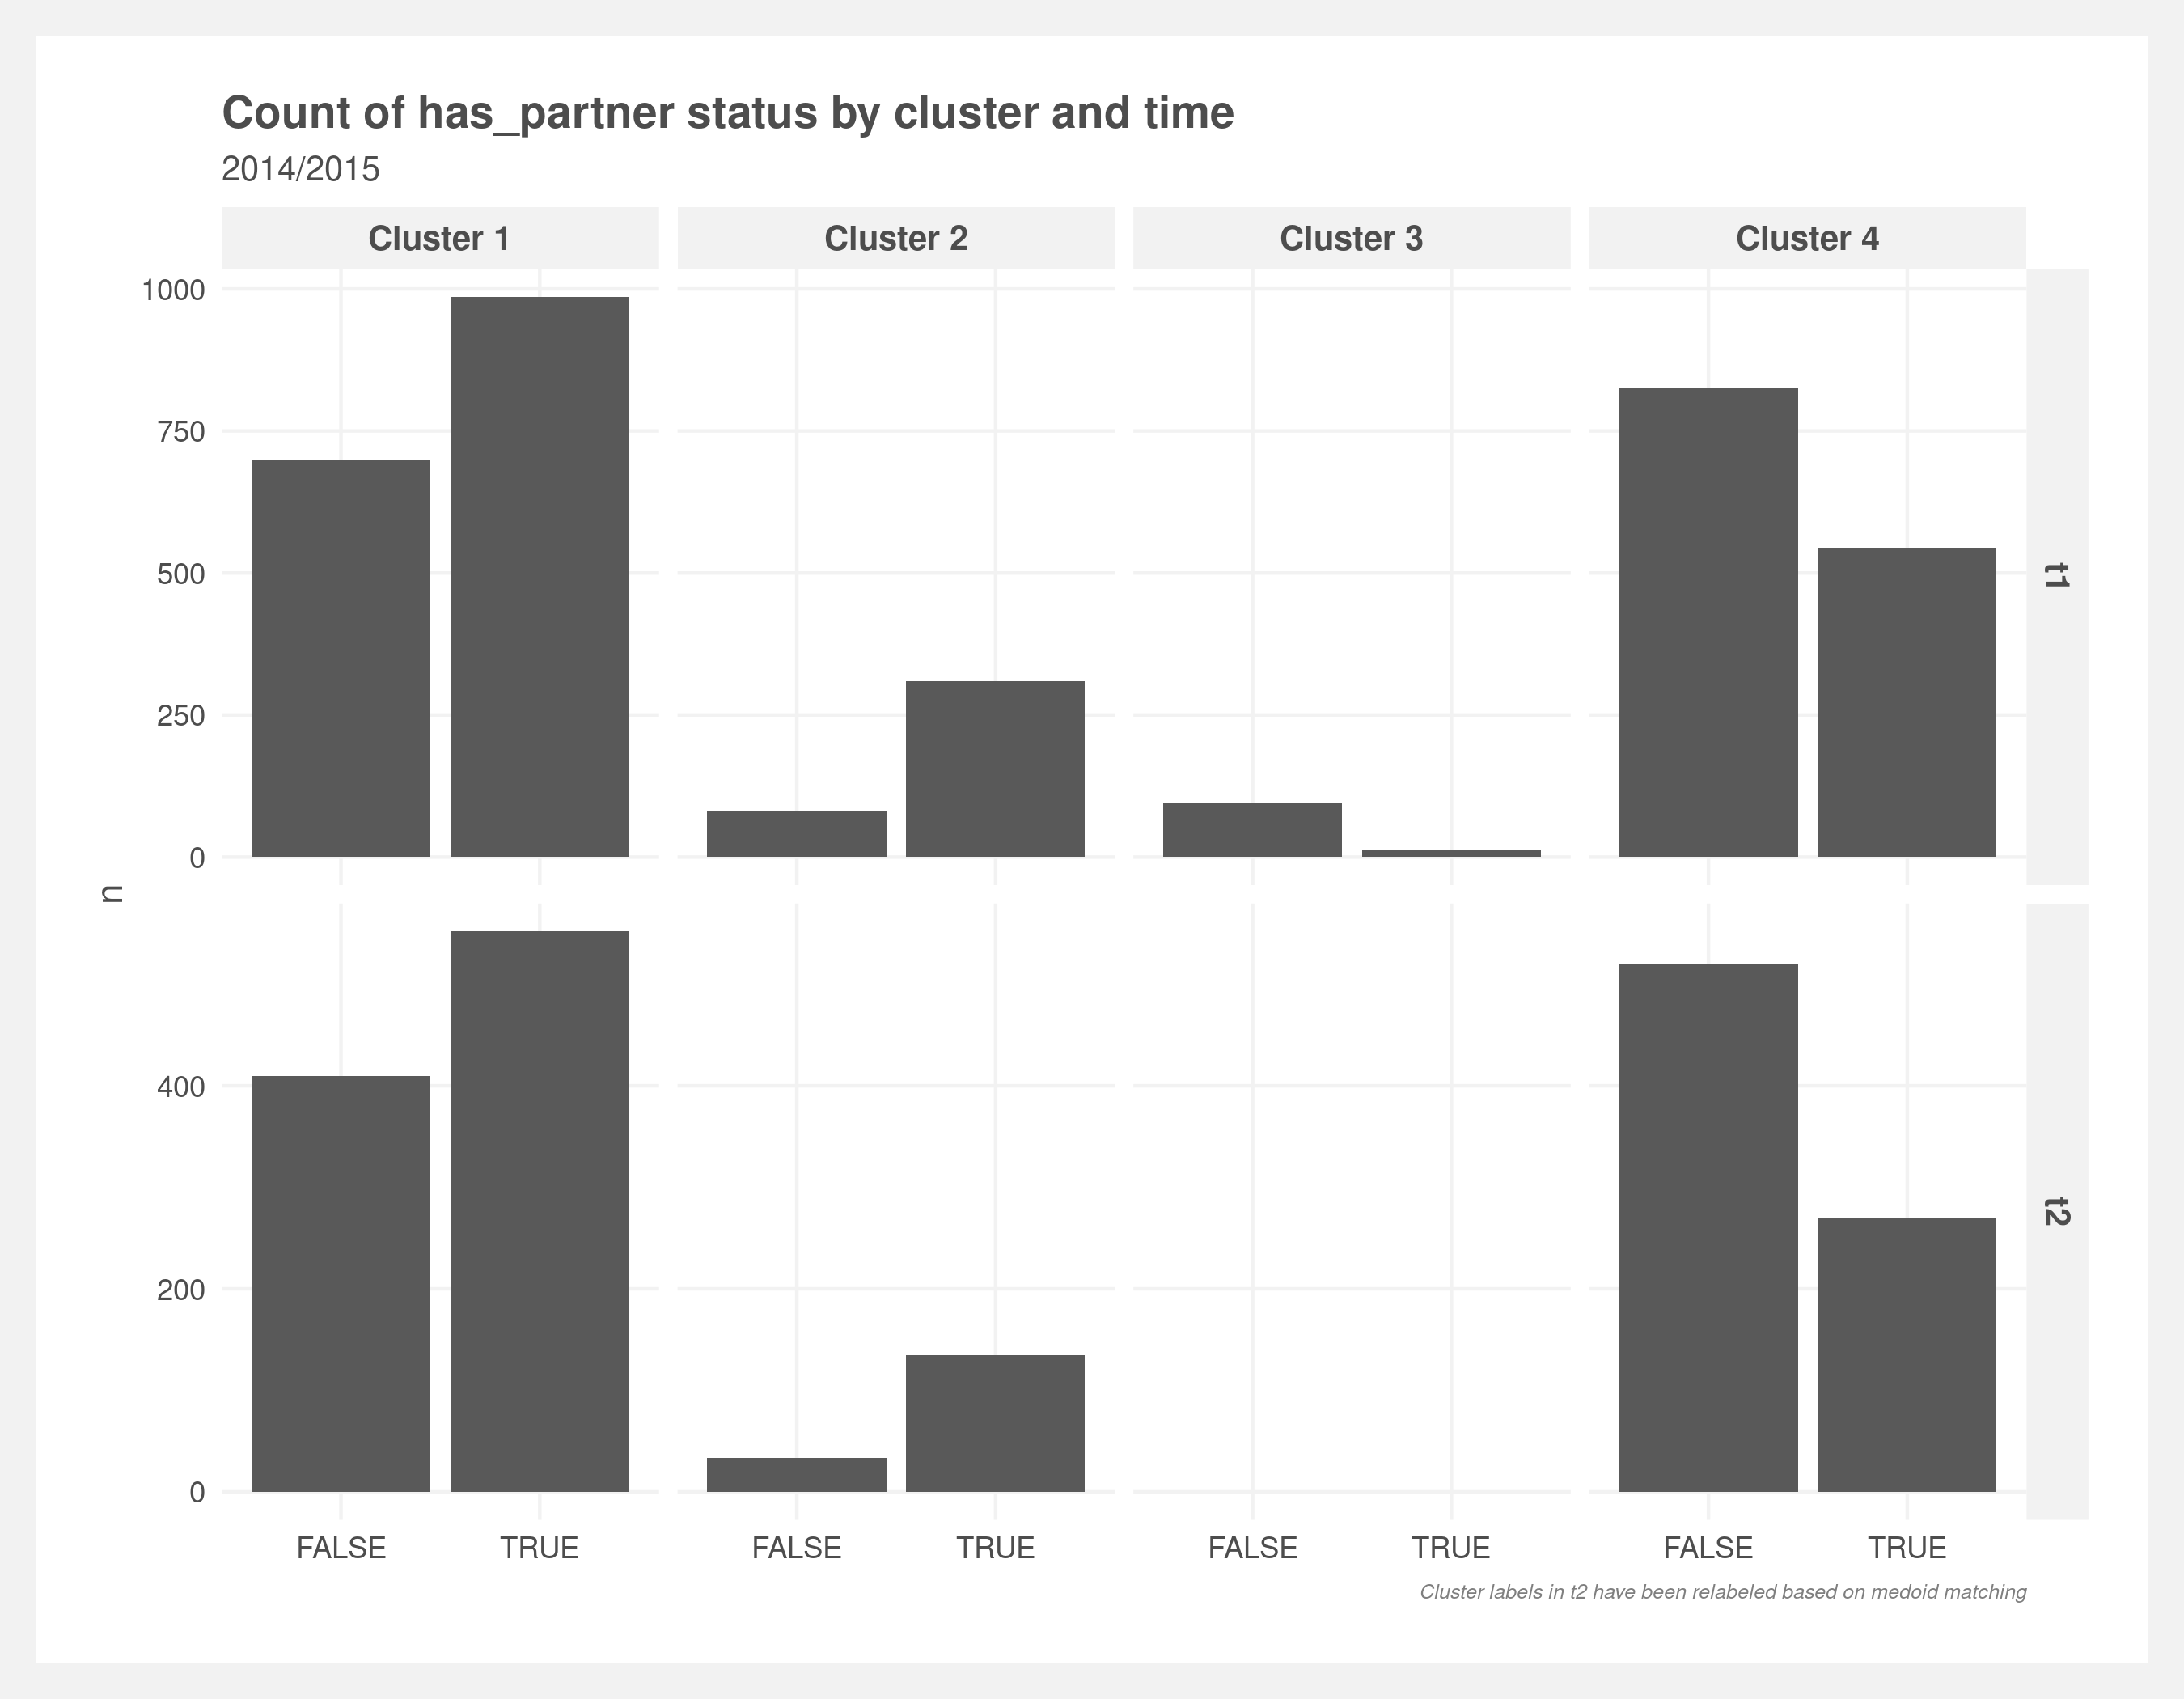 Count of has_partner status by cluster and time
2014/2015
Cluster 1 Cluster 2 Cluster 3 Cluster 4
1000
750
500
250
0
t1
n
400
200
0
t2
FALSE TRUE FALSE TRUE FALSE TRUE FALSE TRUE
Cluster labels in t2 have been relabeled based on medoid matching